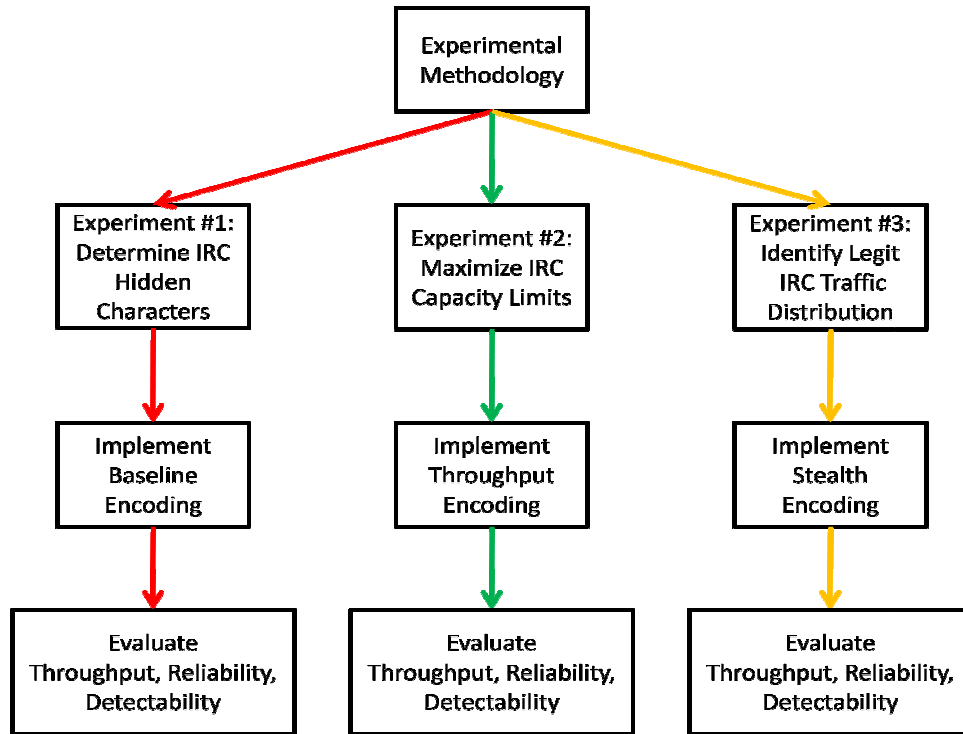 Experimental
Methodology
Experiment #1:
Determine IRC
Hidden
Characters
Experiment #2:
Maximize IRC
Capacity Limits
Experiment #3:
Identify Legit
IRC Traffic
Distribution
Implement
Baseline
Encoding
Implement
Throughput
Encoding
Implement
Stealth
Encoding
Evaluate
Throughput, Reliability,
Detectability
Evaluate
Throughput, Reliability,
Detectability
Evaluate
Throughput, Reliability,
Detectability